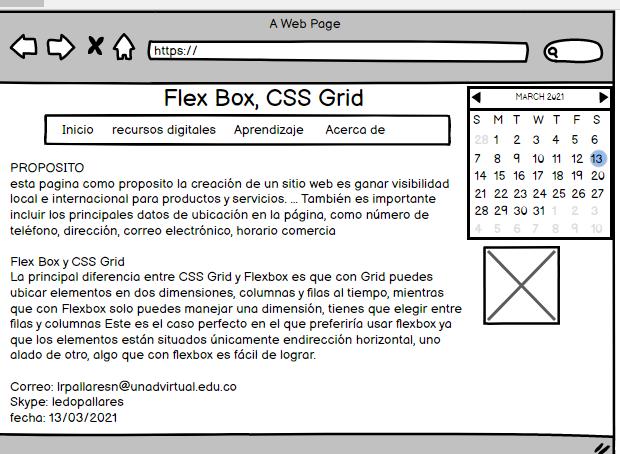 A Web Page
https://
Flex Box, CSS Grid
Inicio recursos digitales Aprendizaje Acerca de
PROPOSITO
esta pagina como proposito la creación de un sitio web es ganar visibilidad
local e internacional para productos y servicios. ... También es importante
incluir los principales datos de ubicación en la página, como número de
teléfono, dirección, correo electrónico, horario comercia
Flex Box y CSS Grid
La principal diferencia entre CSS Grid y Flexbox es que con Grid puedes
ubicar elementos en dos dimensiones, columnas y filas al tiempo, mientras
que con Flexbox solo puedes manejar una dimensión, tienes que elegir entre
filas y columnas Este es el caso perfecto en el que preferiría usar flexbox ya
que los elementos están situados únicamente endirección horizontal, uno
alado de otro, algo que con flexbox es fácil de lograr.
Correo: lrpallaresn@unadvirtual.edu.co
Skype: ledopallares
fecha: 13/03/2021
MARCH 2021
S M T W T F S
28 1 2 3 4 5 6
7 8 9 10 11 12 13
14 15 16 17 18 19 20
21 22 23 24 25 26 27
28 29 30 31 1 2 3
4 5 6 7 8 9 10